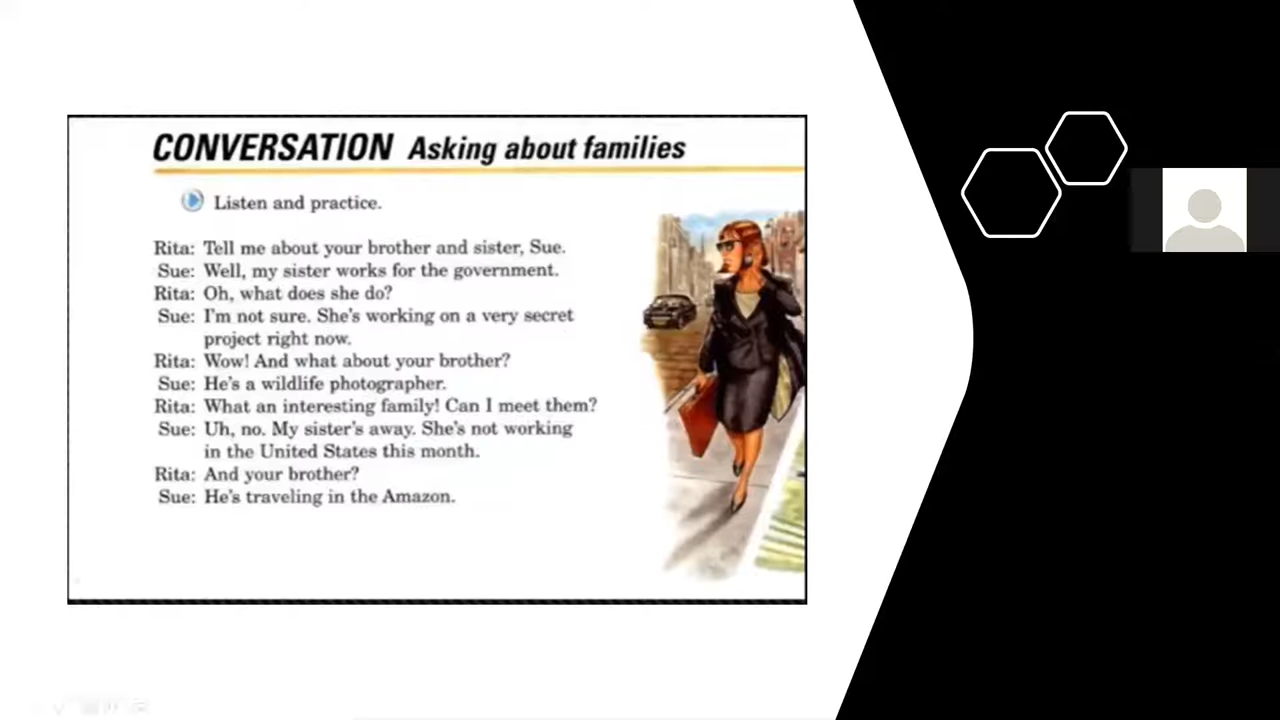 CONVERSATION Asking about families
Listen and practice.
Rita: Tell me about your brother and sister, Sue.
Sue: Well, my sister works for the government.
Rita: Oh, what does she do?
Sue: I'm not sure. She's working on a very secret
project right now.
Rita: Wow! And what about your brother?
Sue: He's a wildlife photographer.
Rita: What an interesting family! Can I meet them?
Sue: Uh, no. My sister's away. She's not working
in the United States this month.
Rita: And your brother?
Sue: He's traveling in the Amazon.